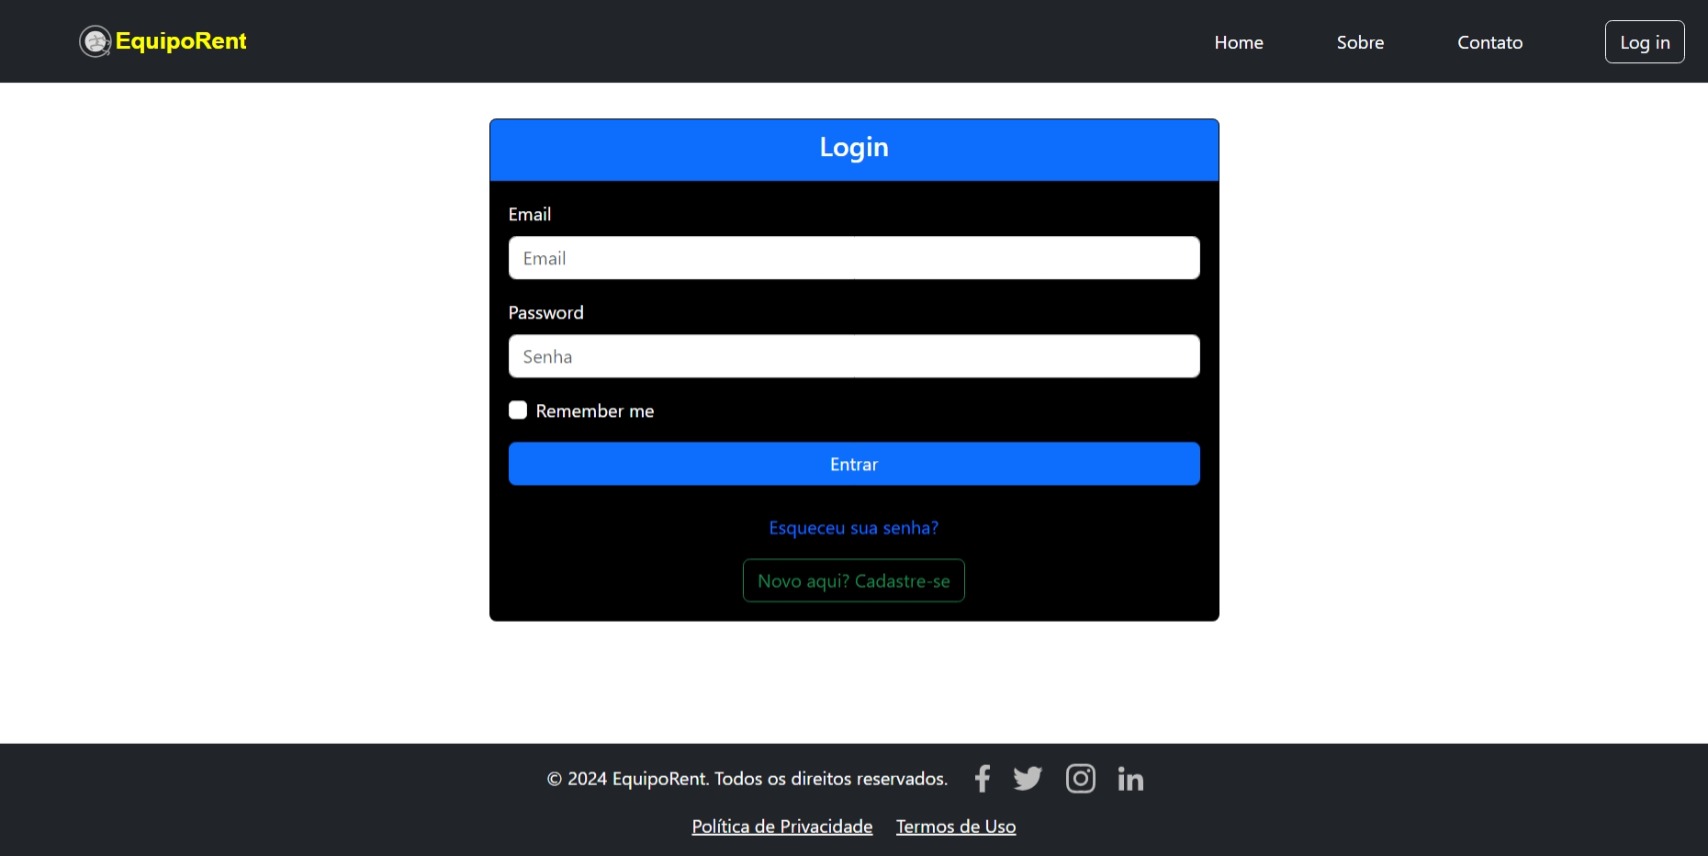 EquipoRent
Home Sobre Contato Log in
Login
Email
Email
Password
Senha
Remember me
Entrar
Esqueceu sua senha?
Novo aqui? Cadastre-se
© 2024 EquipoRent. Todos os direitos reservados.
Política de Privacidade Termos de Uso